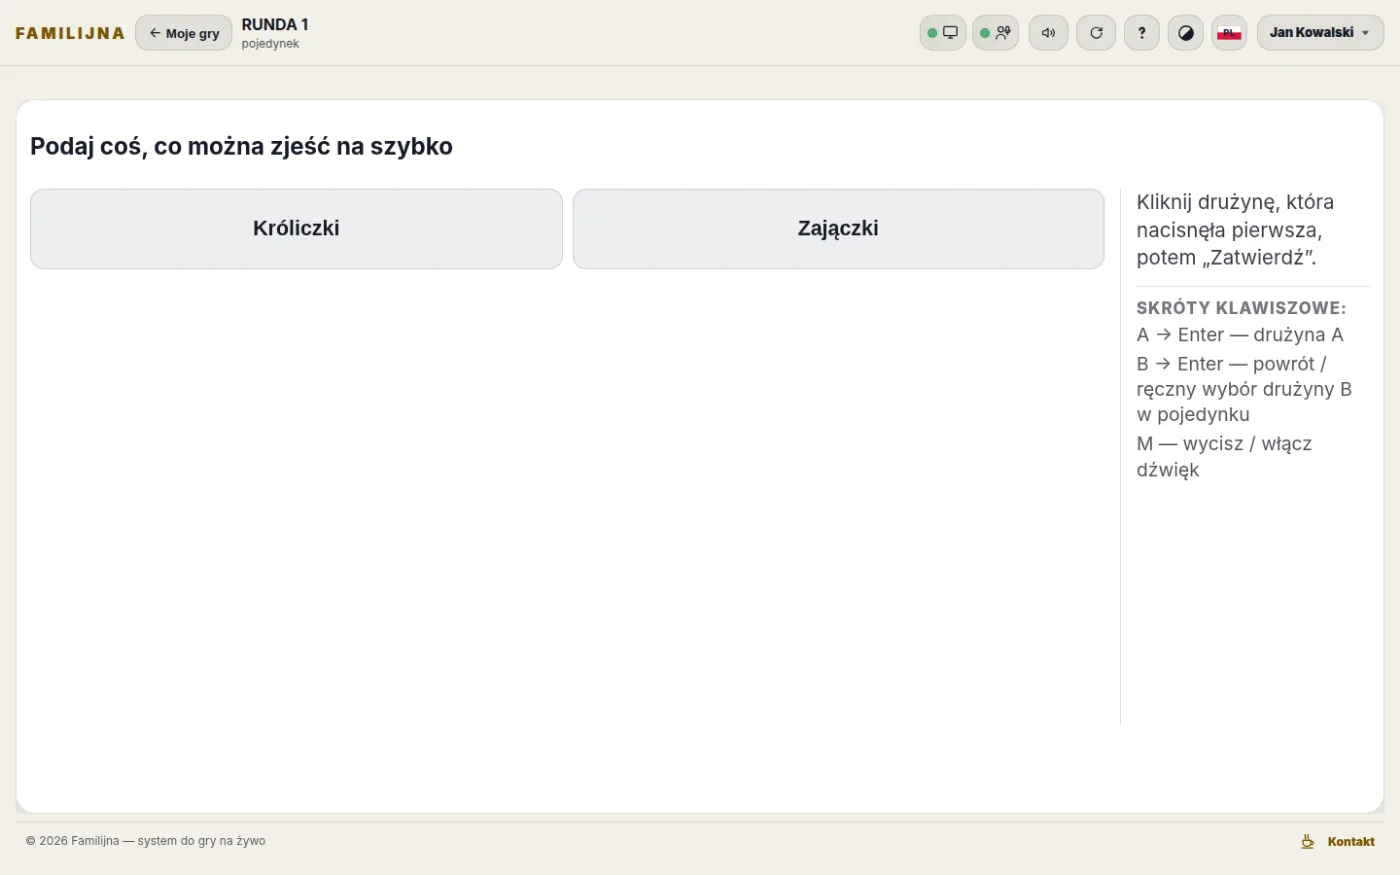 FAMILIJNA
← Moje gry
RUNDA 1
pojedynek
?
PL
Jan Kowalski
Podaj coś, co można zjeść na szybko
Króliczki
Zajączki
Kliknij drużynę, która
nacisnęła pierwsza,
potem „Zatwierdź”.
SKRÓTY KLAWISZOWE:
A → Enter — drużyna A
B → Enter — powrót /
ręczny wybór drużyny B
w pojedynku
M — wycisz / włącz
dźwięk
© 2026 Familijna — system do gry na żywo
Kontakt